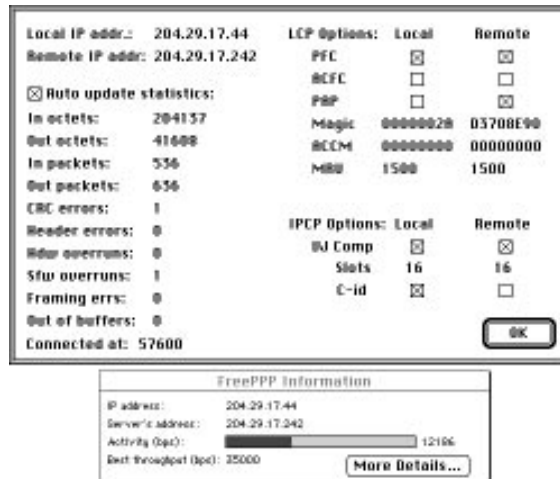 Local IP addr.: 204.29.17.44
Remote IP addr: 204.29.17.242
Auto update statistics:
In octets: 204137
Out octets: 41608
In packets: 536
Out packets: 636
CRC errors: 1
Header errors: 0
Hdw overruns: 0
Sfw overruns: 1
Framing errs: 0
Out of buffers: 0
Connected at: 57600
LCP Options: Local Remote
PFC
ACFC
PAP
Magic 0000002A D3708E90
ACCM 00000000 00000000
MRU 1500 1500
IPCP Options: Local Remote
VJ Comp
Slots 16 16
C-id
OK
FreePPP Information
IP address: 204.29.17.44
Server's address: 204.29.17.242
Activity (bps): 12186
Best throughput (bps): 35000
More Details...